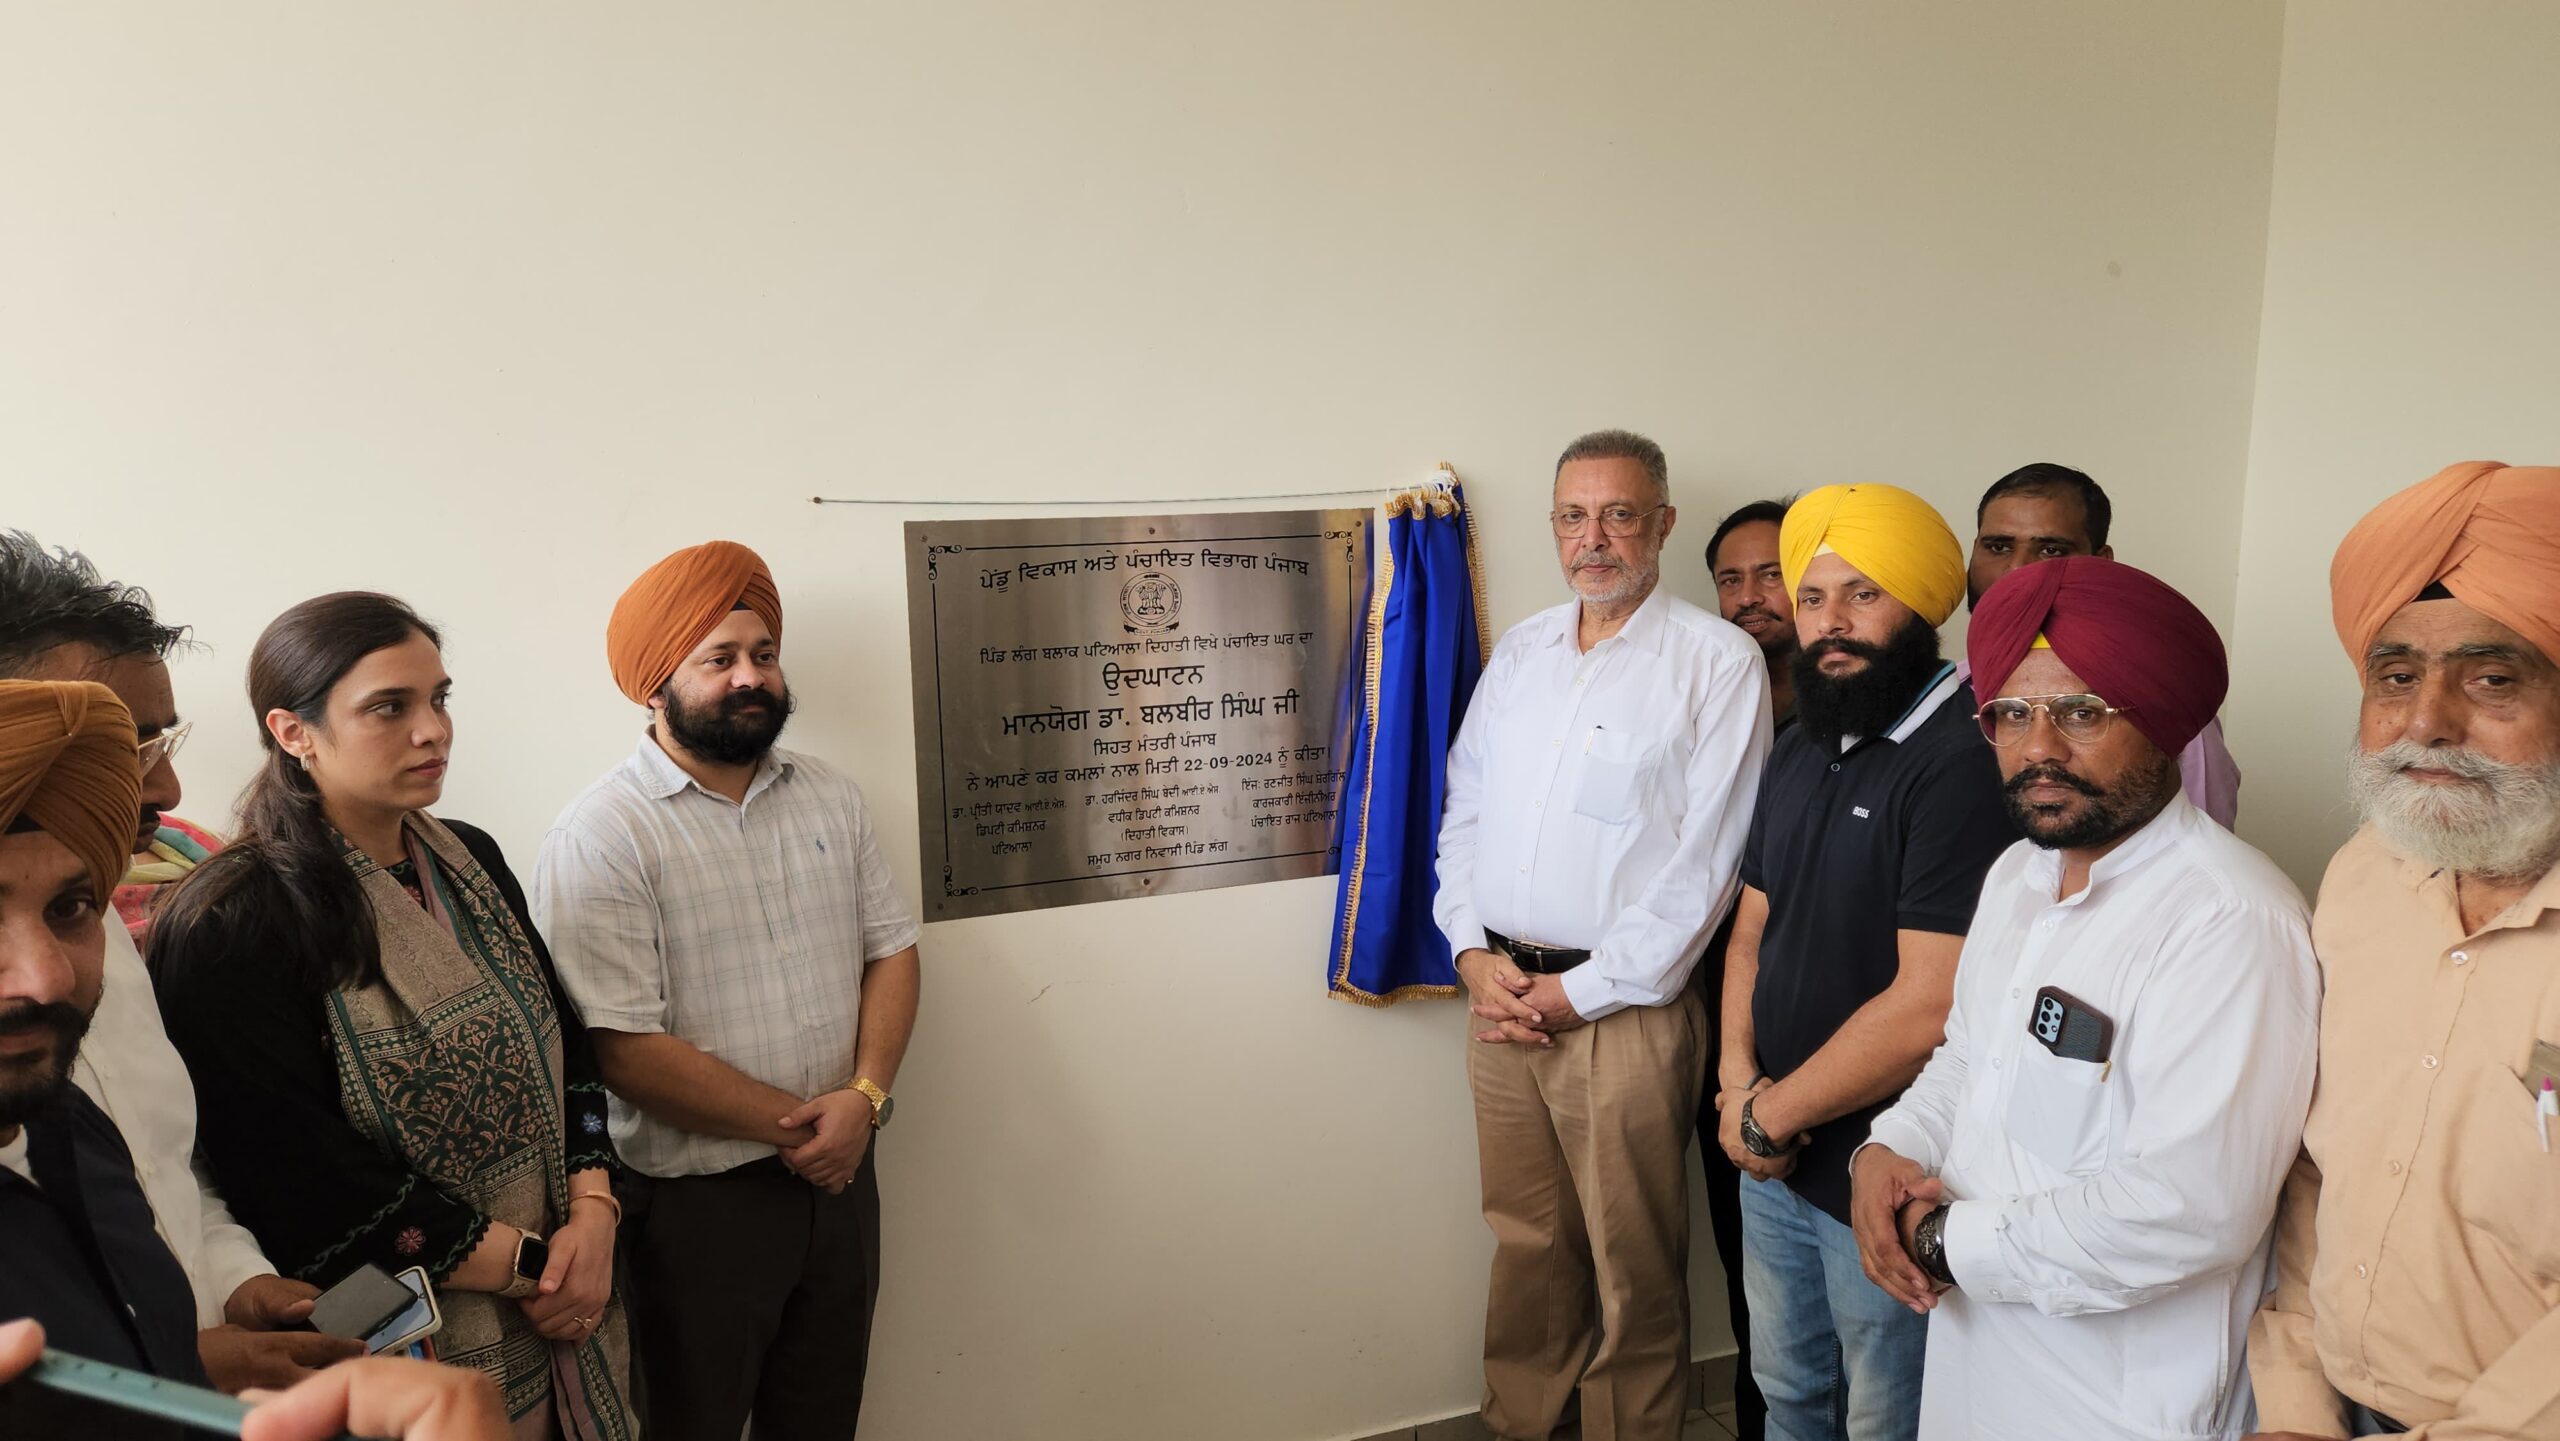 ਪੇਂਡੂ ਵਿਕਾਸ ਅਤੇ ਪੰਚਾਇਤ ਵਿਭਾਗ ਪੰਜਾਬ
ਪਿੰਡ ਲੰਗ ਬਲਾਕ ਪਟਿਆਲਾ ਦਿਹਾਤੀ ਵਿਖੇ ਪੰਚਾਇਤ ਘਰ ਦਾ
ਉਦਘਾਟਨ
ਮਾਨਯੋਗ ਡਾ. ਬਲਬੀਰ ਸਿੰਘ ਜੀ
ਸਿਹਤ ਮੰਤਰੀ ਪੰਜਾਬ
ਨੇ ਆਪਣੇ ਕਰ ਕਮਲਾਂ ਨਾਲ ਮਿਤੀ 22-09-2024 ਨੂੰ ਕੀਤਾ।
ਡਾ. ਪ੍ਰੀਤੀ ਯਾਦਵ ਆਈ.ਏ.ਐਸ.
ਡਿਪਟੀ ਕਮਿਸ਼ਨਰ
ਪਟਿਆਲਾ
ਡਾ. ਹਰਜਿੰਦਰ ਸਿੰਘ ਬੇਦੀ ਆਈ.ਏ.ਐਸ.
ਵਧੀਕ ਡਿਪਟੀ ਕਮਿਸ਼ਨਰ
(ਦਿਹਾਤੀ ਵਿਕਾਸ)
ਇੰਜ: ਰਣਜੀਤ ਸਿੰਘ ਸ਼ੇਰਗਿੱਲ
ਕਾਰਜਕਾਰੀ ਇੰਜੀਨੀਅਰ
ਪੰਚਾਇਤ ਰਾਜ ਪਟਿਆਲਾ
ਸਮੂਹ ਨਗਰ ਨਿਵਾਸੀ ਪਿੰਡ ਲੰਗ
BOSS